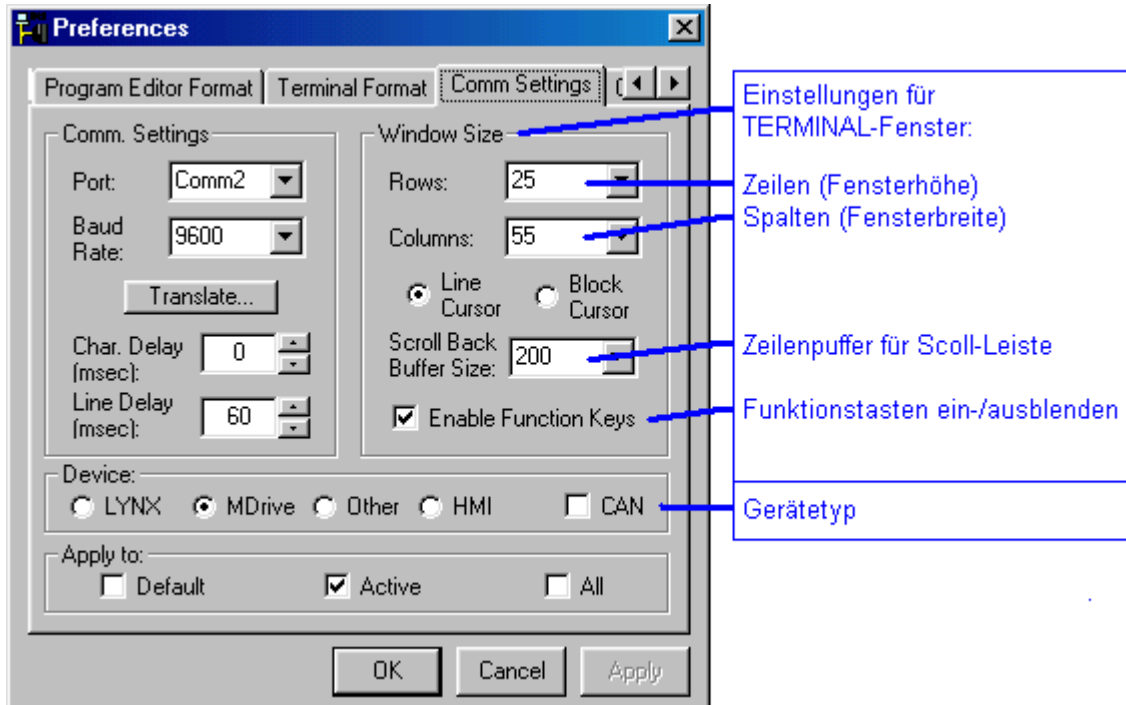 Preferences
Program Editor Format
Terminal Format
Comm Settings
Comm. Settings
Port:
Comm2
Baud
Rate:
9600
Translate...
Char. Delay
(msec):
0
Line Delay
(msec):
60
Window Size
Rows:
25
Columns:
55
Line
Cursor
Block
Cursor
Scroll Back
Buffer Size:
200
Enable Function Keys
Device:
LYNX
MDrive
Other
HMI
CAN
Apply to:
Default
Active
All
OK
Cancel
Apply
Einstellungen für
TERMINAL-Fenster:
Zeilen (Fensterhöhe)
Spalten (Fensterbreite)
Zeilenpuffer für Scoll-Leiste
Funktionstasten ein-/ausblenden
Gerätetyp